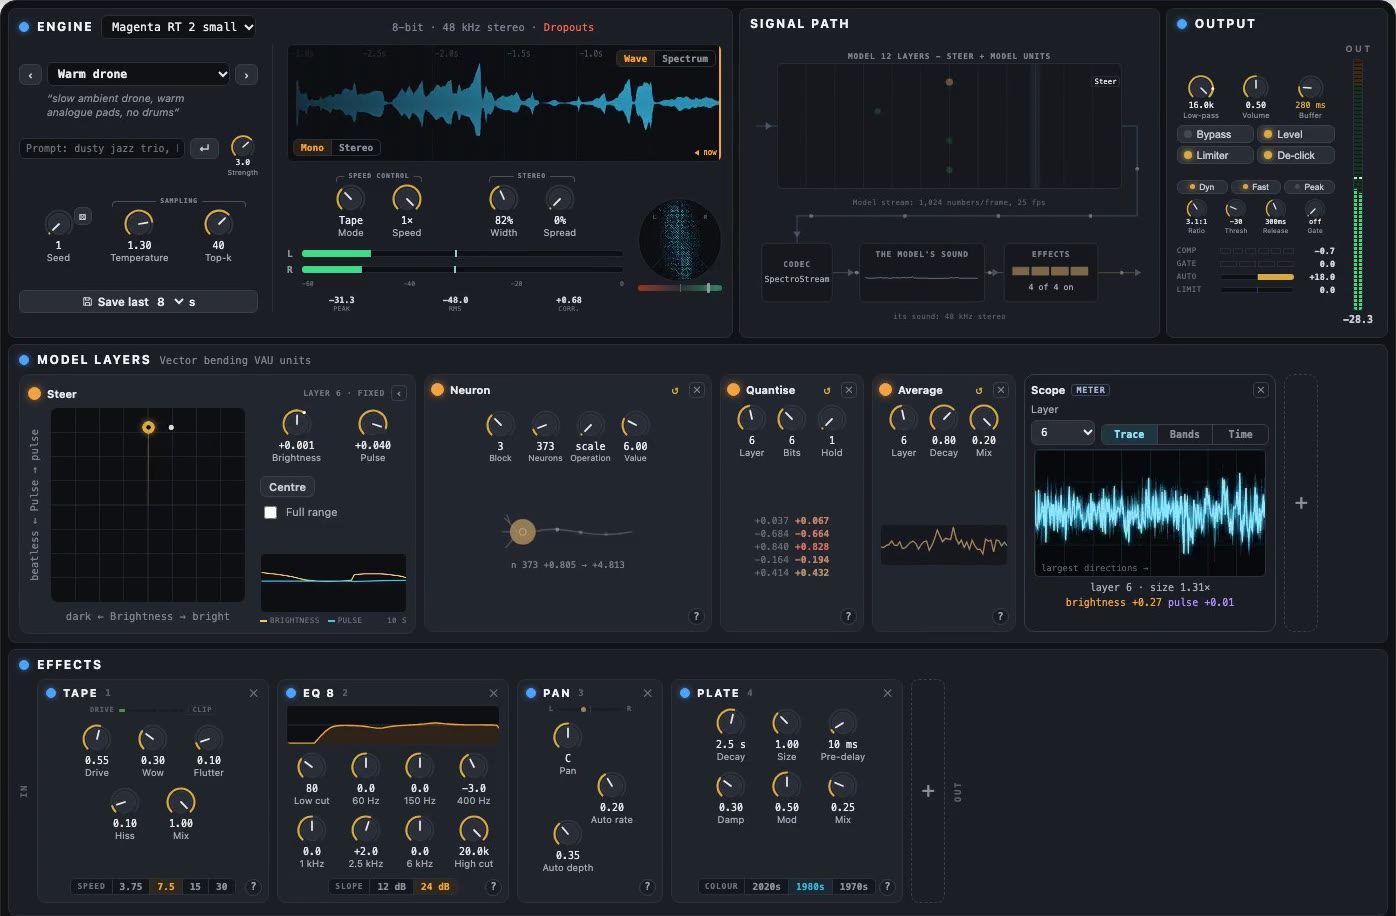 ENGINE
Magenta RT 2 small
8-bit · 48 kHz stereo · Dropouts
Warm drone
"slow ambient drone, warm
analogue pads, no drums"
Prompt: dusty jazz trio,
3.0
Strength
SAMPLING
1
Seed
1.30
Temperature
40
Top-k
Save last 8 s
-2.5s
-2.0s
-1.5s
-1.0s
Wave Spectrum
Mono Stereo
◄ now
SPEED CONTROL
STEREO
Tape
Mode
1×
Speed
82%
Width
0%
Spread
L R
L
R
−60 −40 −20 0
−31.3
PEAK
−48.0
RMS
+0.68
CORR.
SIGNAL PATH
MODEL 12 LAYERS — STEER + MODEL UNITS
Steer
Model stream: 1,024 numbers/frame, 25 fps
CODEC
SpectroStream
THE MODEL'S SOUND
EFFECTS
4 of 4 on
its sound: 48 kHz stereo
OUTPUT
OUT
16.0k
Low-pass
0.50
Volume
280 ms
Buffer
Bypass Level
Limiter De-click
Dyn Fast Peak
3.1:1
Ratio
−30
Thresh
300ms
Release
off
Gate
COMP −0.7
GATE 0.0
AUTO +18.0
LIMIT 0.0
−28.3
MODEL LAYERS Vector bending VAU units
Steer
LAYER 6 · FIXED
beatless ← Pulse → pulse
dark ← Brightness → bright
+0.001
Brightness
+0.040
Pulse
Centre
Full range
BRIGHTNESS PULSE 10 S
Neuron
3
Block
373
Neurons
scale
Operation
6.00
Value
n 373 +0.805 → +4.813
?
Quantise
6
Layer
6
Bits
1
Hold
+0.037 +0.067
−0.684 −0.664
+0.840 +0.828
−0.164 −0.194
+0.414 +0.432
?
Average
6
Layer
0.80
Decay
0.20
Mix
?
Scope METER
Layer
6
Trace Bands Time
largest directions →
layer 6 · size 1.31×
brightness +0.27 pulse +0.01
+
EFFECTS
IN
TAPE 1
DRIVE CLIP
0.55
Drive
0.30
Wow
0.10
Flutter
0.10
Hiss
1.00
Mix
SPEED 3.75 7.5 15 30
?
EQ 8 2
80
Low cut
0.0
60 Hz
0.0
150 Hz
−3.0
400 Hz
0.0
1 kHz
+2.0
2.5 kHz
0.0
6 kHz
20.0k
High cut
SLOPE 12 dB 24 dB
?
PAN 3
L R
C
Pan
0.20
Auto rate
0.35
Auto depth
?
PLATE 4
2.5 s
Decay
1.00
Size
10 ms
Pre-delay
0.30
Damp
0.50
Mod
0.25
Mix
COLOUR 2020s 1980s 1970s
?
+
OUT